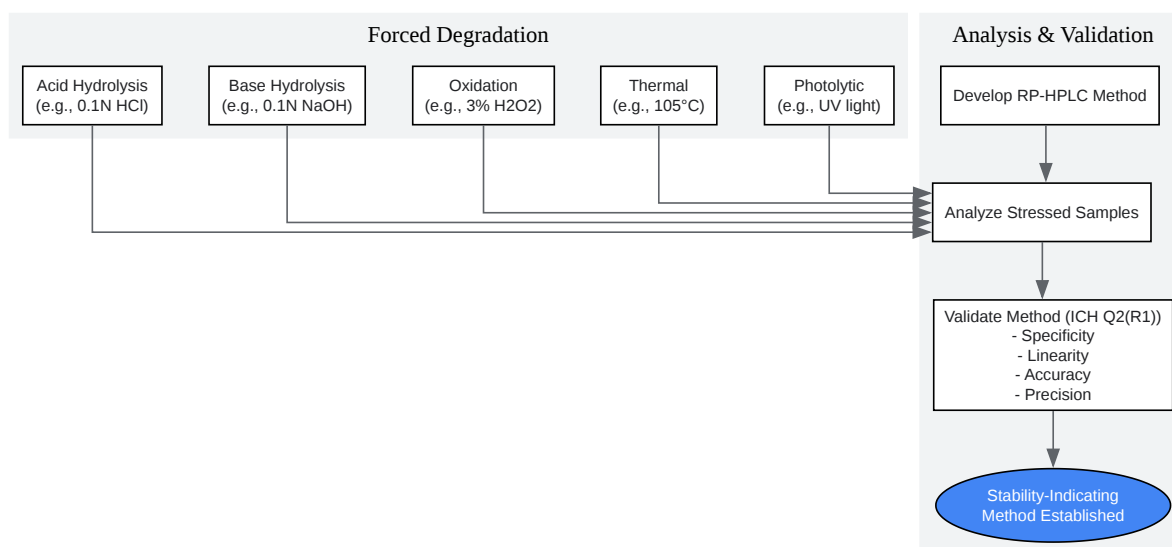 Forced Degradation
Acid Hydrolysis
(e.g., 0.1N HCl)
Base Hydrolysis
(e.g., 0.1N NaOH)
Oxidation
(e.g., 3% H2O2)
Thermal
(e.g., 105°C)
Photolytic
(e.g., UV light)
Analysis & Validation
Develop RP-HPLC Method
Analyze Stressed Samples
Validate Method (ICH Q2(R1))
- Specificity
- Linearity
- Accuracy
- Precision
Stability-Indicating
Method Established